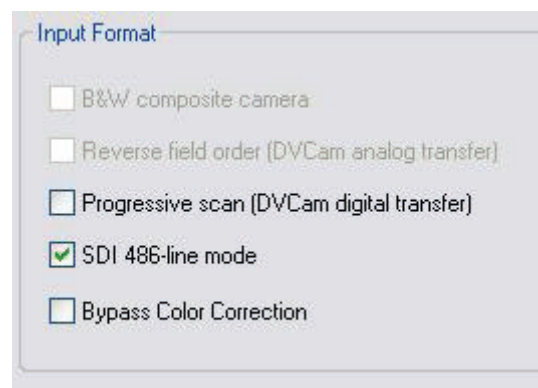 Input Format
B&W composite camera
Reverse field order (DVCam analog transfer)
Progressive scan (DVCam digital transfer)
SDI 486-line mode
Bypass Color Correction